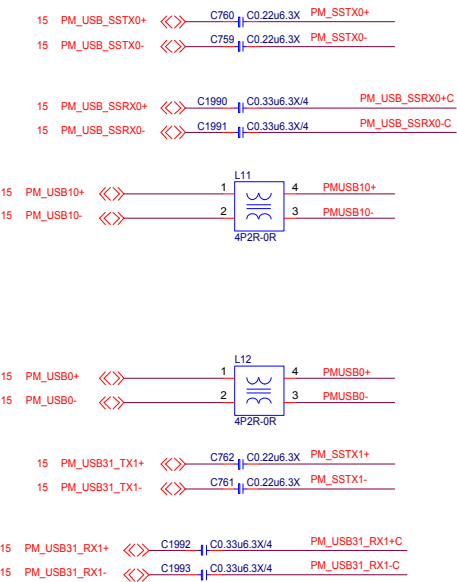 15 PM_USB_SSTX0+ C760 C0.22u6.3X PM_SSTX0+
15 PM_USB_SSTX0- C759 C0.22u6.3X PM_SSTX0-
15 PM_USB_SSRX0+ C1990 C0.33u6.3X/4 PM_USB_SSRX0+C
15 PM_USB_SSRX0- C1991 C0.33u6.3X/4 PM_USB_SSRX0-C
L11
15 PM_USB10+ 1 4 PMUSB10+
15 PM_USB10- 2 3 PMUSB10-
4P2R-0R
L12
15 PM_USB0+ 1 4 PMUSB0+
15 PM_USB0- 2 3 PMUSB0-
4P2R-0R
15 PM_USB31_TX1+ C762 C0.22u6.3X PM_SSTX1+
15 PM_USB31_TX1- C761 C0.22u6.3X PM_SSTX1-
15 PM_USB31_RX1+ C1992 C0.33u6.3X/4 PM_USB31_RX1+C
15 PM_USB31_RX1- C1993 C0.33u6.3X/4 PM_USB31_RX1-C